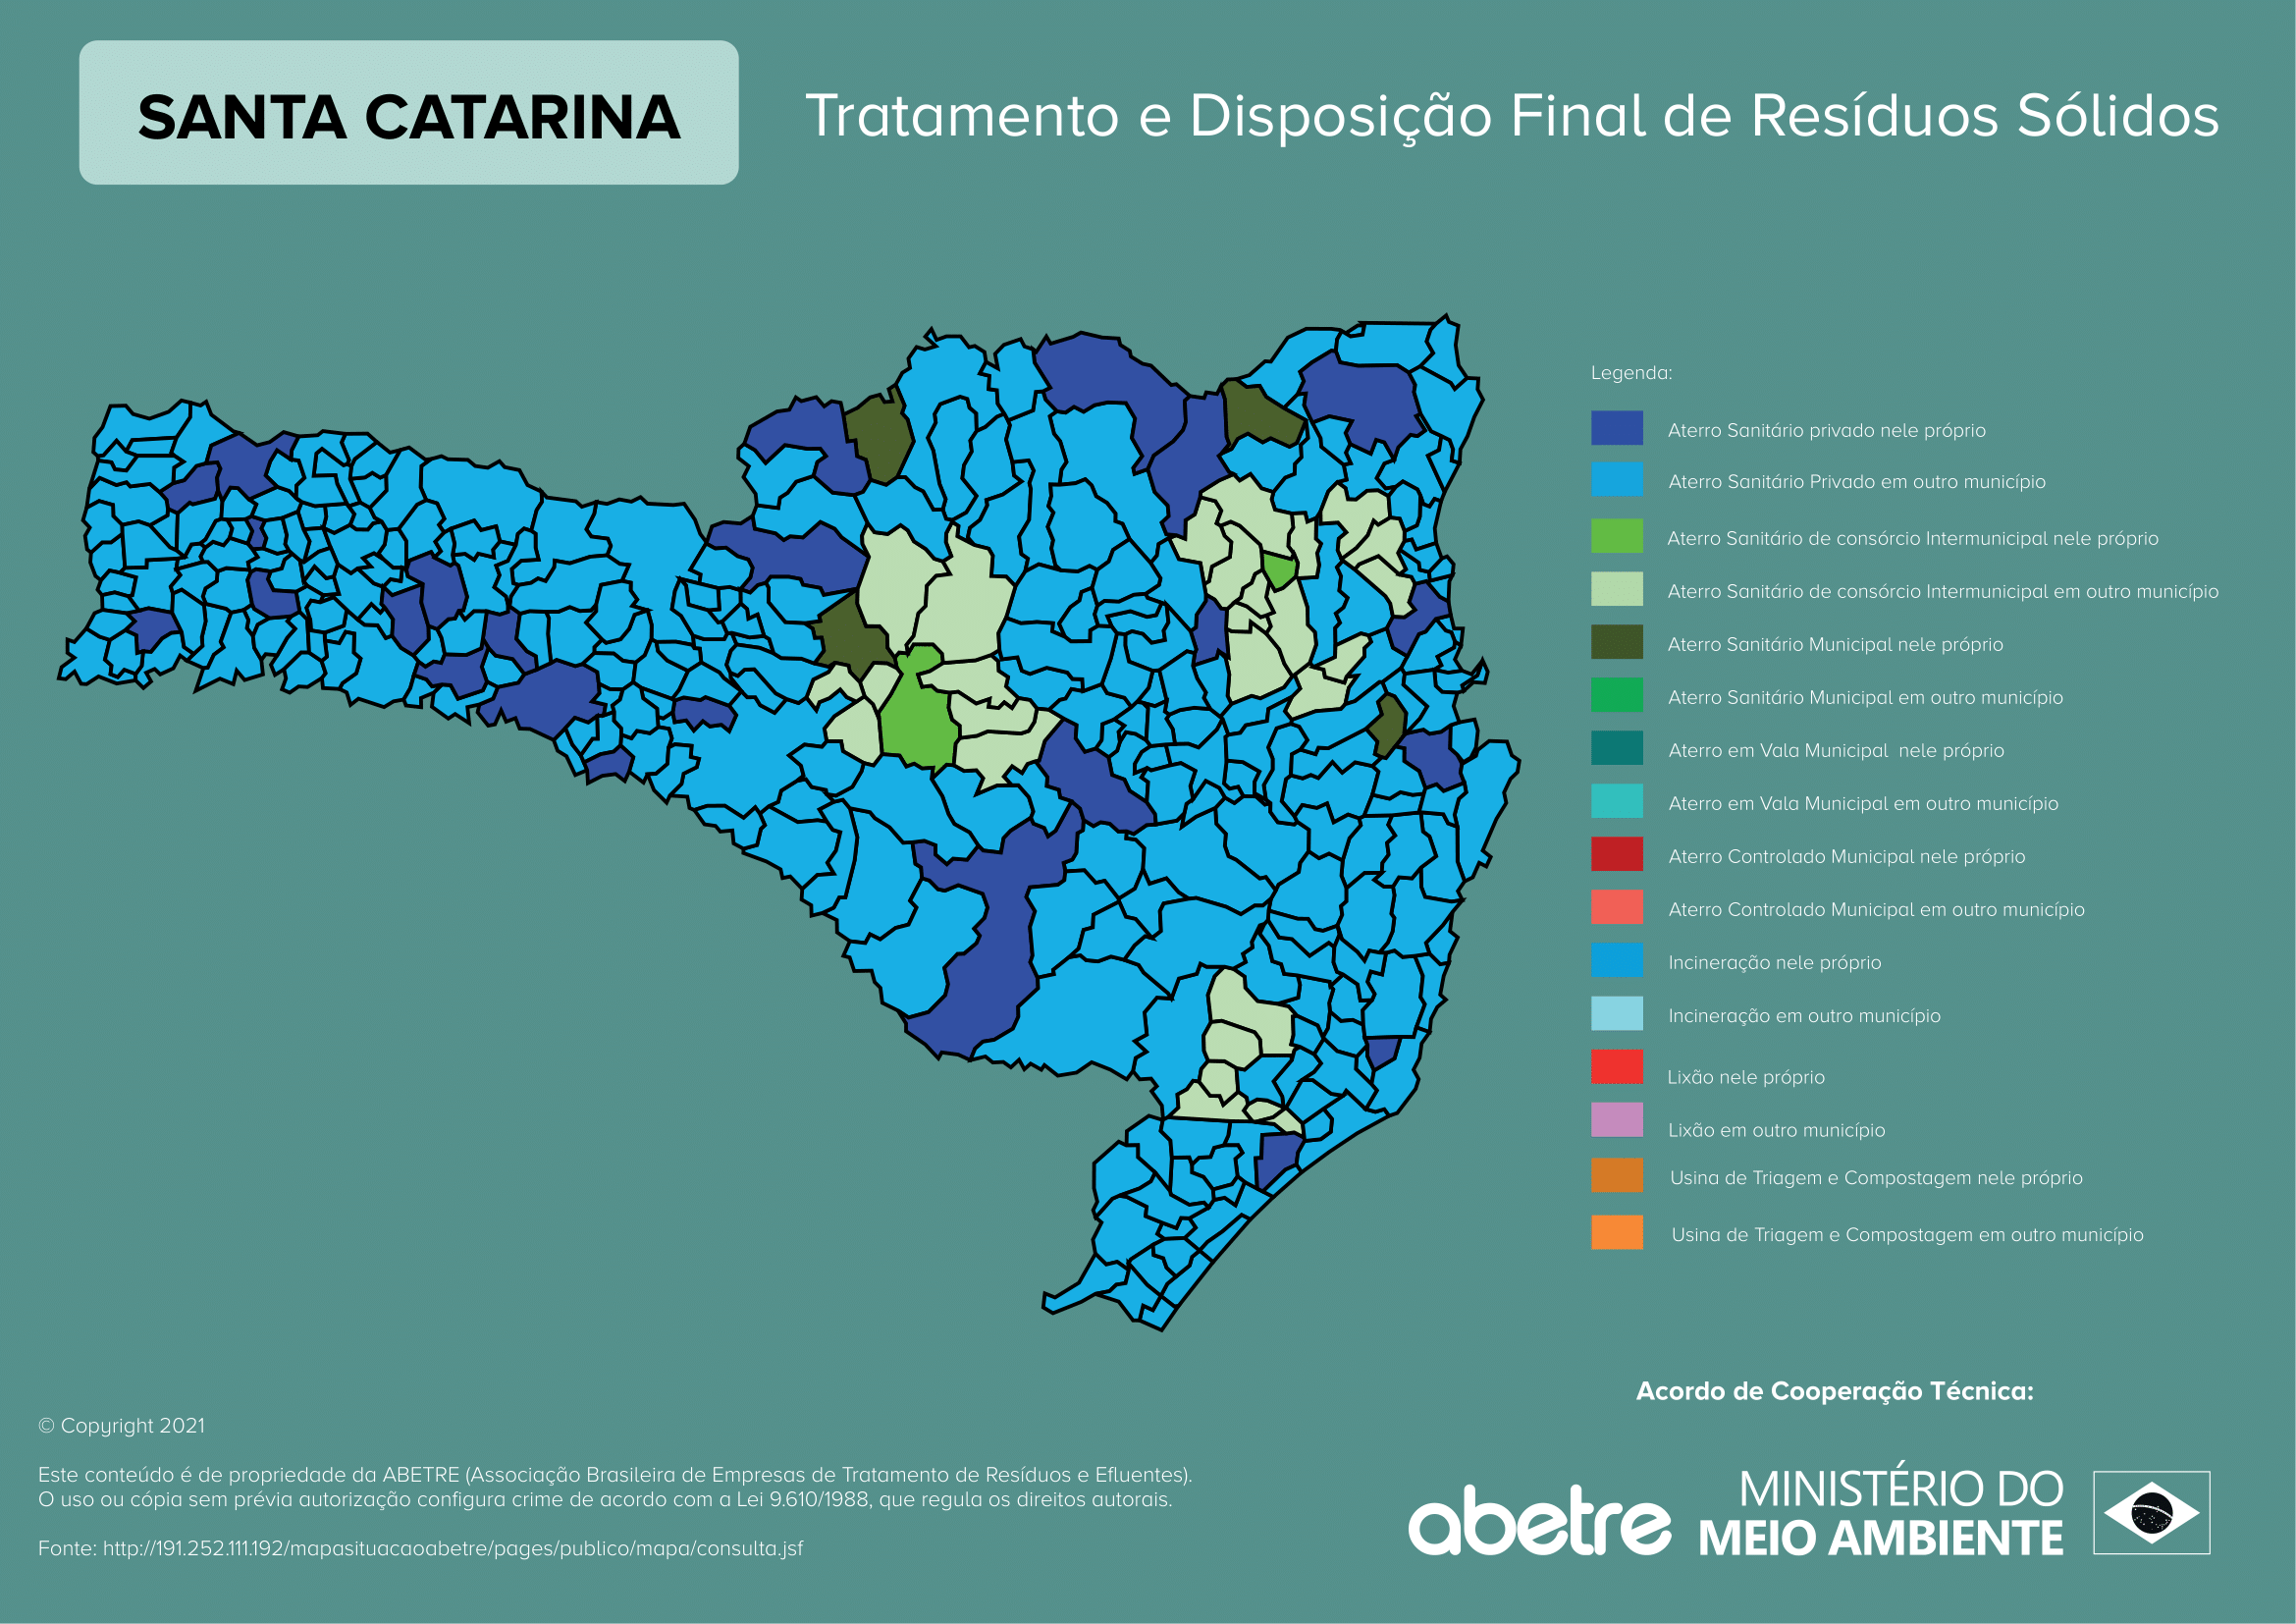 SANTA CATARINA
Tratamento e Disposição Final de Resíduos Sólidos
Legenda:
Aterro Sanitário privado nele próprio
Aterro Sanitário Privado em outro município
Aterro Sanitário de consórcio Intermunicipal nele próprio
Aterro Sanitário de consórcio Intermunicipal em outro município
Aterro Sanitário Municipal nele próprio
Aterro Sanitário Municipal em outro município
Aterro em Vala Municipal nele próprio
Aterro em Vala Municipal em outro município
Aterro Controlado Municipal nele próprio
Aterro Controlado Municipal em outro município
Incineração nele próprio
Incineração em outro município
Lixão nele próprio
Lixão em outro município
Usina de Triagem e Compostagem nele próprio
Usina de Triagem e Compostagem em outro município
Acordo de Cooperação Técnica:
© Copyright 2021
Este conteúdo é de propriedade da ABETRE (Associação Brasileira de Empresas de Tratamento de Resíduos e Efluentes).
O uso ou cópia sem prévia autorização configura crime de acordo com a Lei 9.610/1988, que regula os direitos autorais.
Fonte: http://191.252.111.192/mapasituacaoabetre/pages/publico/mapa/consulta.jsf
abetre
MINISTÉRIO DO
MEIO AMBIENTE